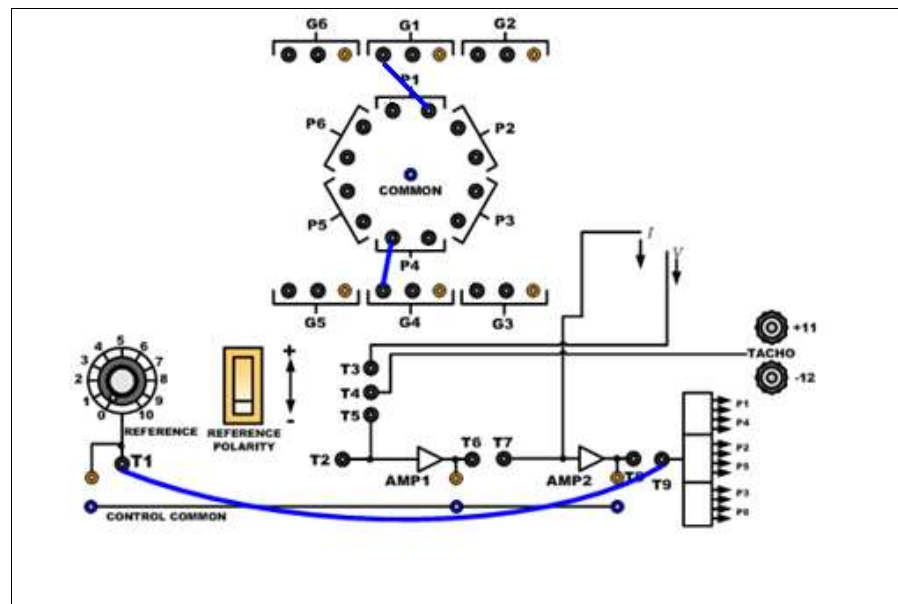 G6 G1 G2
P1
P6 P2
COMMON
P5 P3
P4
G5 G4 G3
I
V
+11
TACHO
-12
0 1 2 3 4 5 6 7 8 9 10
REFERENCE
REFERENCE
POLARITY
+
-
T3
T4
T5
T1
T2
AMP1
T6 T7
AMP2
T8
T9
P1
P4
P2
P5
P3
P6
CONTROL COMMON